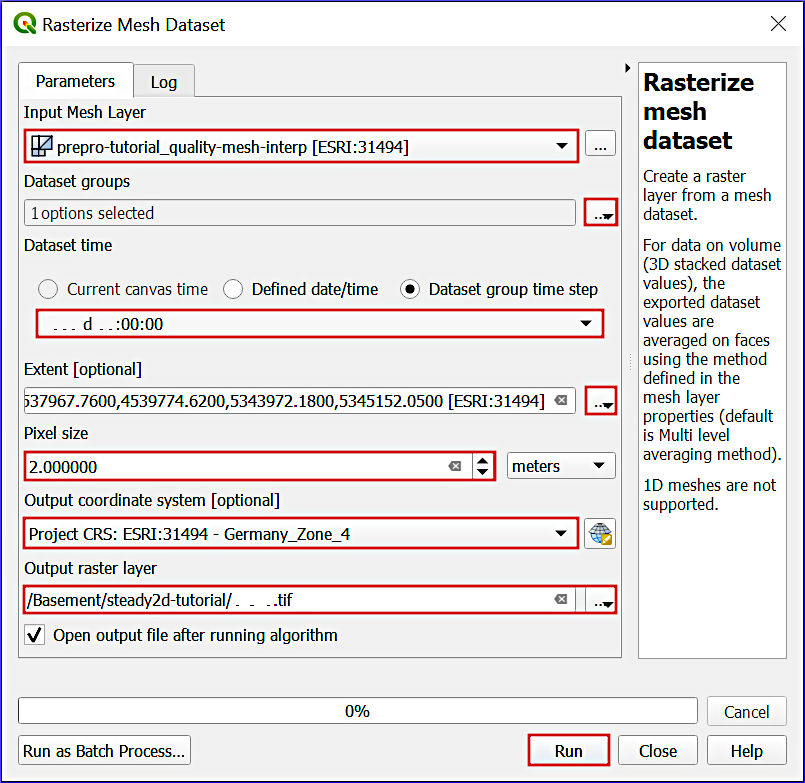 Rasterize Mesh Dataset
Parameters
Log
Input Mesh Layer
prepro-tutorial_quality-mesh-interp [ESRI:31494]
...
Dataset groups
1 options selected
...
Dataset time
Current canvas time
Defined date/time
Dataset group time step
... d ..:00:00
Extent [optional]
537967.7600,4539774.6200,5343972.1800,5345152.0500 [ESRI:31494]
...
Pixel size
2.000000
meters
Output coordinate system [optional]
Project CRS: ESRI:31494 - Germany_Zone_4
Output raster layer
/Basement/steady2d-tutorial/. . ..tif
...
Open output file after running algorithm
Rasterize
mesh
dataset
Create a raster
layer from a mesh
dataset.
For data on volume
(3D stacked dataset
values), the
exported dataset
values are
averaged on faces
using the method
defined in the
mesh layer
properties (default
is Multi level
averaging method).
1D meshes are not
supported.
0%
Cancel
Run as Batch Process...
Run
Close
Help